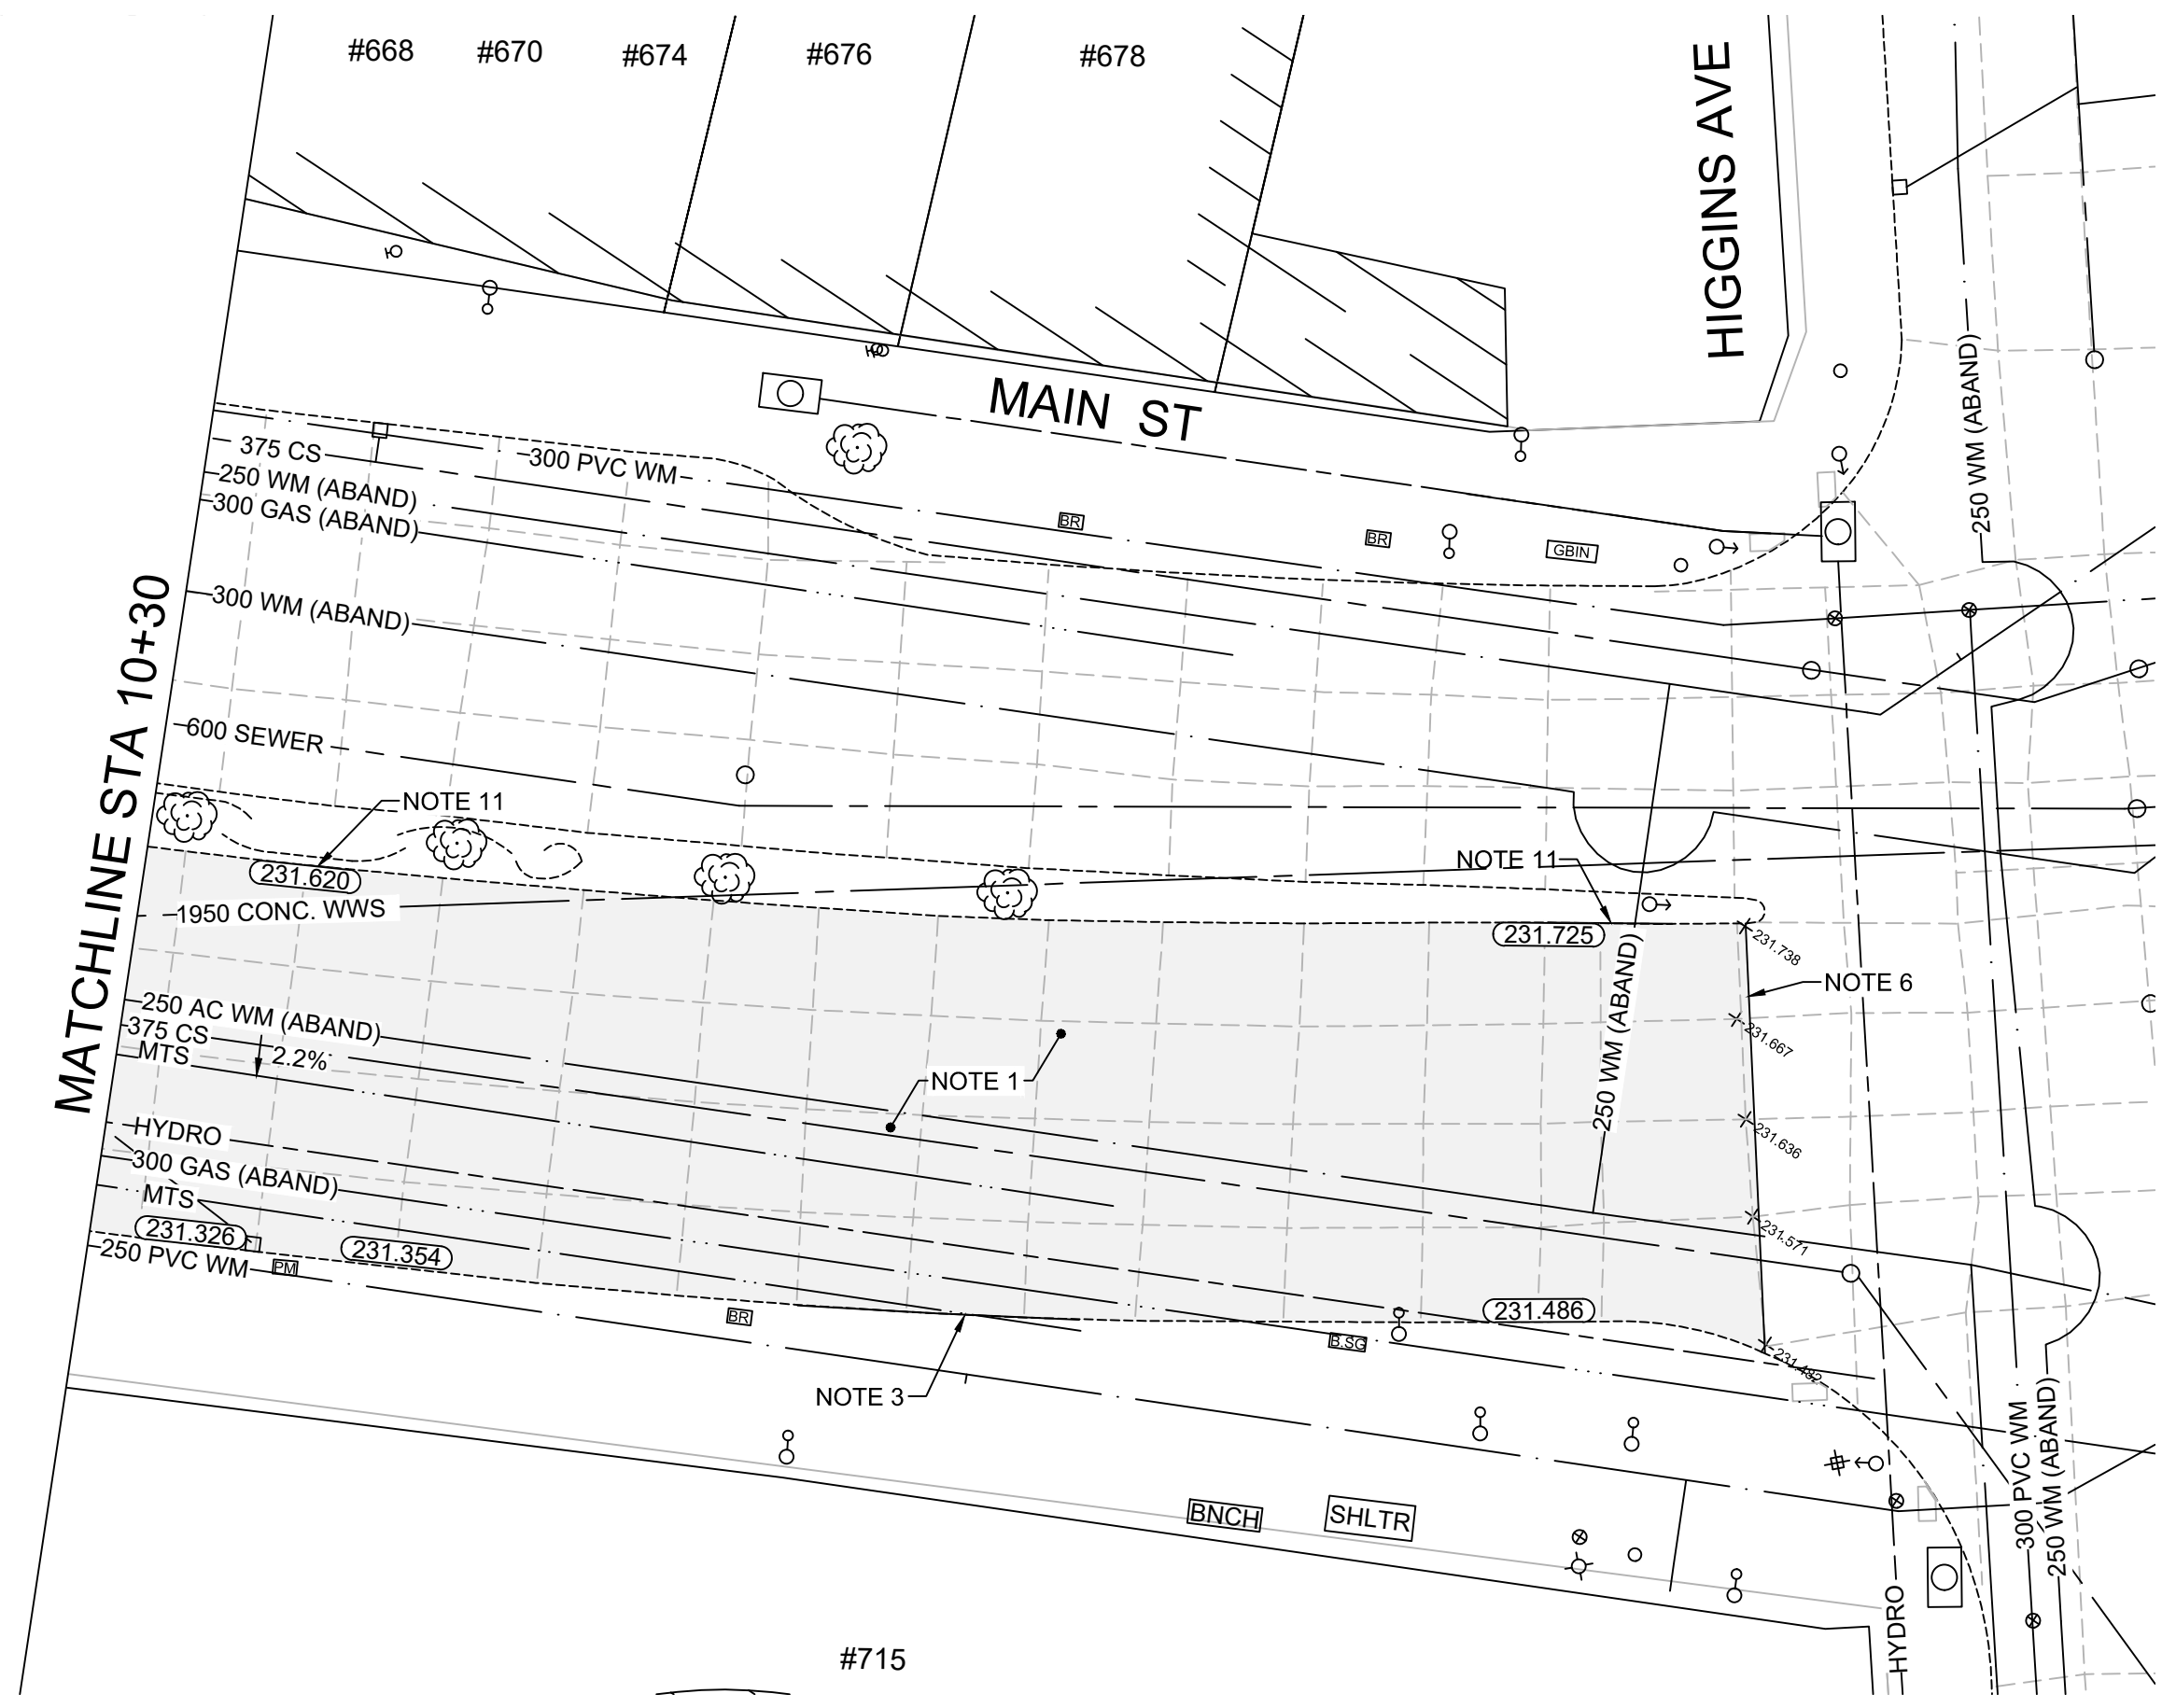 #668
#670
#674
#676
#678
HIGGINS AVE
MAIN ST
375 CS
300 PVC WM
250 WM (ABAND)
300 GAS (ABAND)
250 WM (ABAND)
BR
BR
GBIN
300 WM (ABAND)
MATCHLINE STA 10+30
600 SEWER
NOTE 11
NOTE 11
231.620
1950 CONC. WWS
231.725
231.738
NOTE 6
250 AC WM (ABAND)
375 CS
MTS
2.2%
231.667
NOTE 1
250 WM (ABAND)
231.636
HYDRO
300 GAS (ABAND)
MTS
231.571
231.326
231.354
250 PVC WM
PM
BR
231.486
B.SG
231.482
NOTE 3
300 PVC WM
250 WM (ABAND)
BNCH
SHLTR
HYDRO
#715